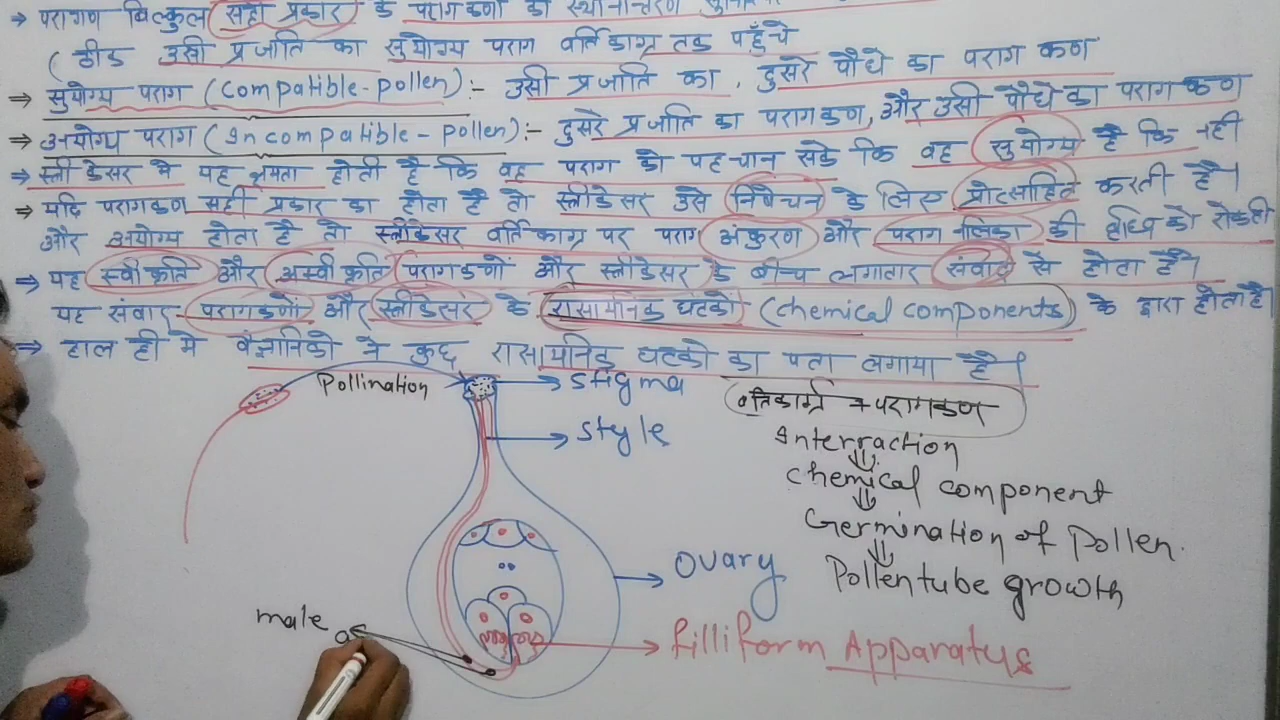 → परागण बिल्कुल सही प्रकार के परागकणों का स्थानान्तरण
( ठीक उसी प्रजाति का सुयोग्य पराग वर्तिकाग्र तक पहुँचे
⇒ सुयोग्य पराग (Compatible-pollen) :- उसी प्रजाति का, दुसरे पौधे का पराग कण
⇒ अयोग्य पराग (Incompatible-pollen) :- दुसरे प्रजाति का परागकण, और उसी पौधे का परागकण
⇒ स्त्रीकेसर मे यह क्षमता होती है कि वह पराग को पहचान सके कि वह सुयोग्य है कि नही
⇒ यदि परागकण सही प्रकार का होता है तो स्त्रीकेसर उसे निषेचन के लिए प्रोत्साहित करती है।
और अयोग्य होता है तो स्त्रीकेसर वर्तिकाग्र पर पराग अंकुरण और पराग नलिका की वृद्धि को रोकती
⇒ यह स्वीकृति और अस्वीकृति परागकणों और स्त्रीकेसर के बीच लगातार संवाद से होता है।
यह संवाद परागकणों और स्त्रीकेसर के रासायनिक घटकों (chemical components) के द्वारा होता है।
⇒ हाल ही मे वैज्ञानिको ने कुछ रासायनिक घटको का पता लगाया है।
Pollination
stigma
वर्तिकाग्र + परागकण
style
Interraction
⇓
chemical component
⇓
Germination of Pollen.
⇓
Pollentube growth
ovary
male
filliform Apparatus